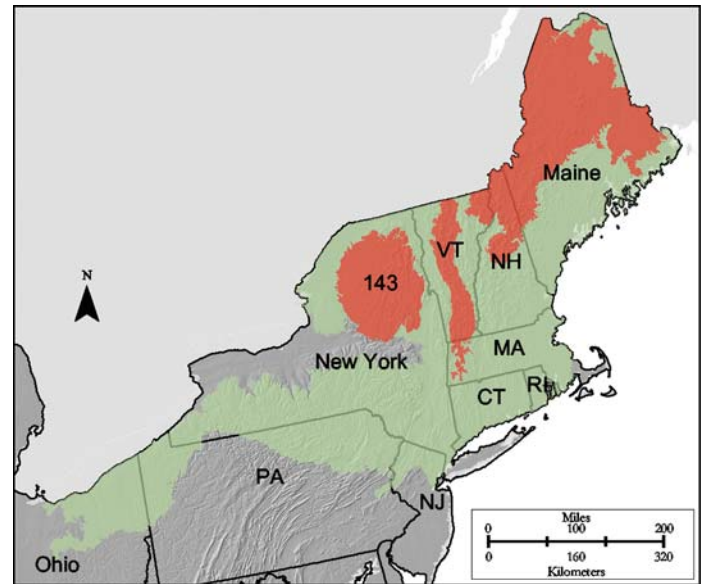 Maine
VT
NH
143
N
New York
MA
CT
RI
PA
NJ
Ohio
Miles
0 100 200
0 160 320
Kilometers